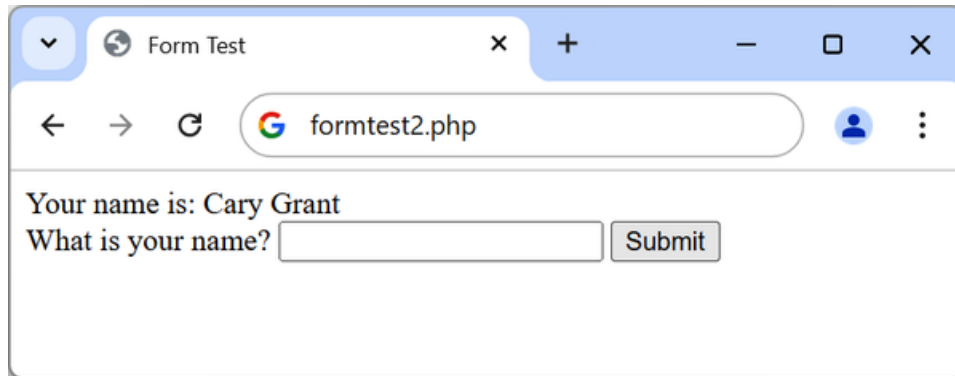 Form Test
formtest2.php
Your name is: Cary Grant
What is your name? Submit